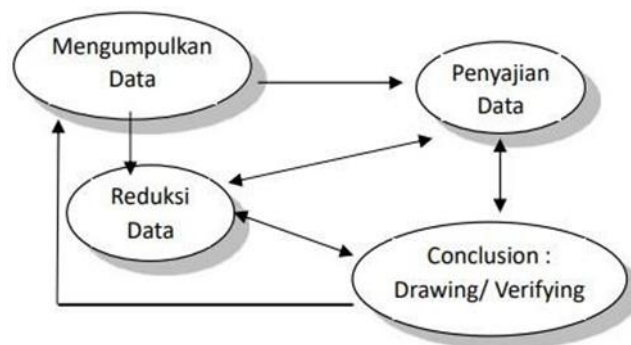 Mengumpulkan
Data
Penyajian
Data
Reduksi
Data
Conclusion :
Drawing/ Verifying